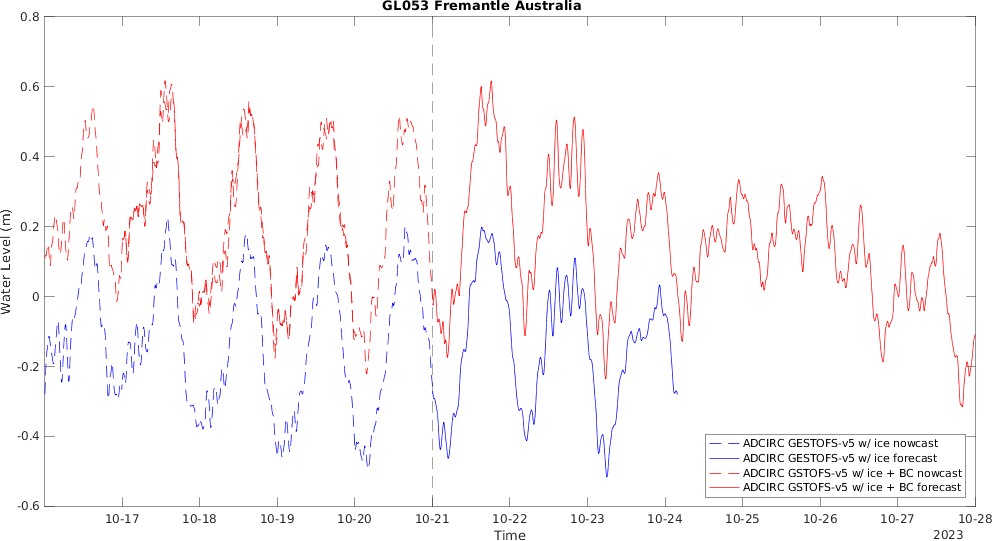 GL053 Fremantle Australia
Water Level (m)
0.8
0.6
0.4
0.2
0
-0.2
-0.4
-0.6
ADCIRC GESTOFS-v5 w/ ice nowcast
ADCIRC GESTOFS-v5 w/ ice forecast
ADCIRC GSTOFS-v5 w/ ice + BC nowcast
ADCIRC GSTOFS-v5 w/ ice + BC forecast
10-17 10-18 10-19 10-20 10-21 10-22 10-23 10-24 10-25 10-26 10-27 10-28
Time
2023